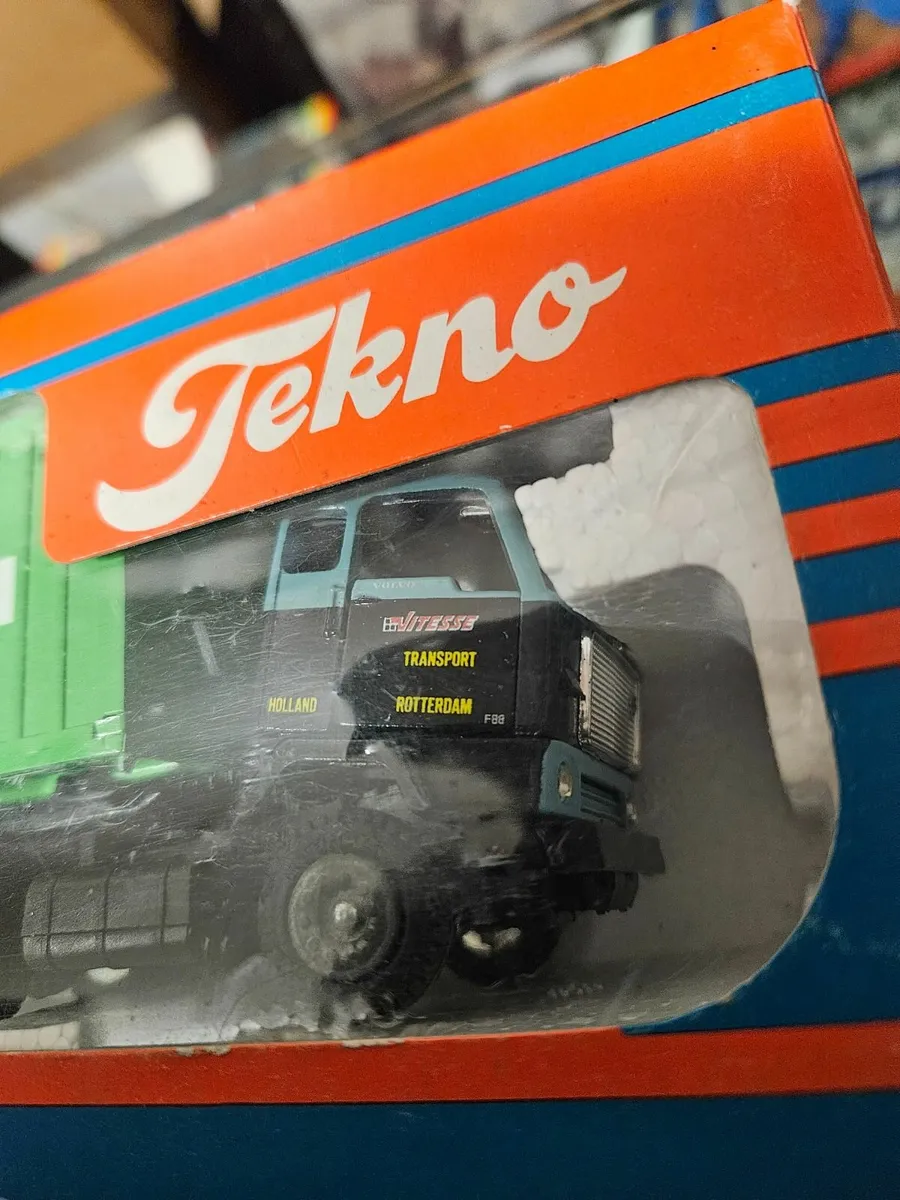 Tekno
VOLVO
VITESSE
TRANSPORT
HOLLAND
ROTTERDAM
F88